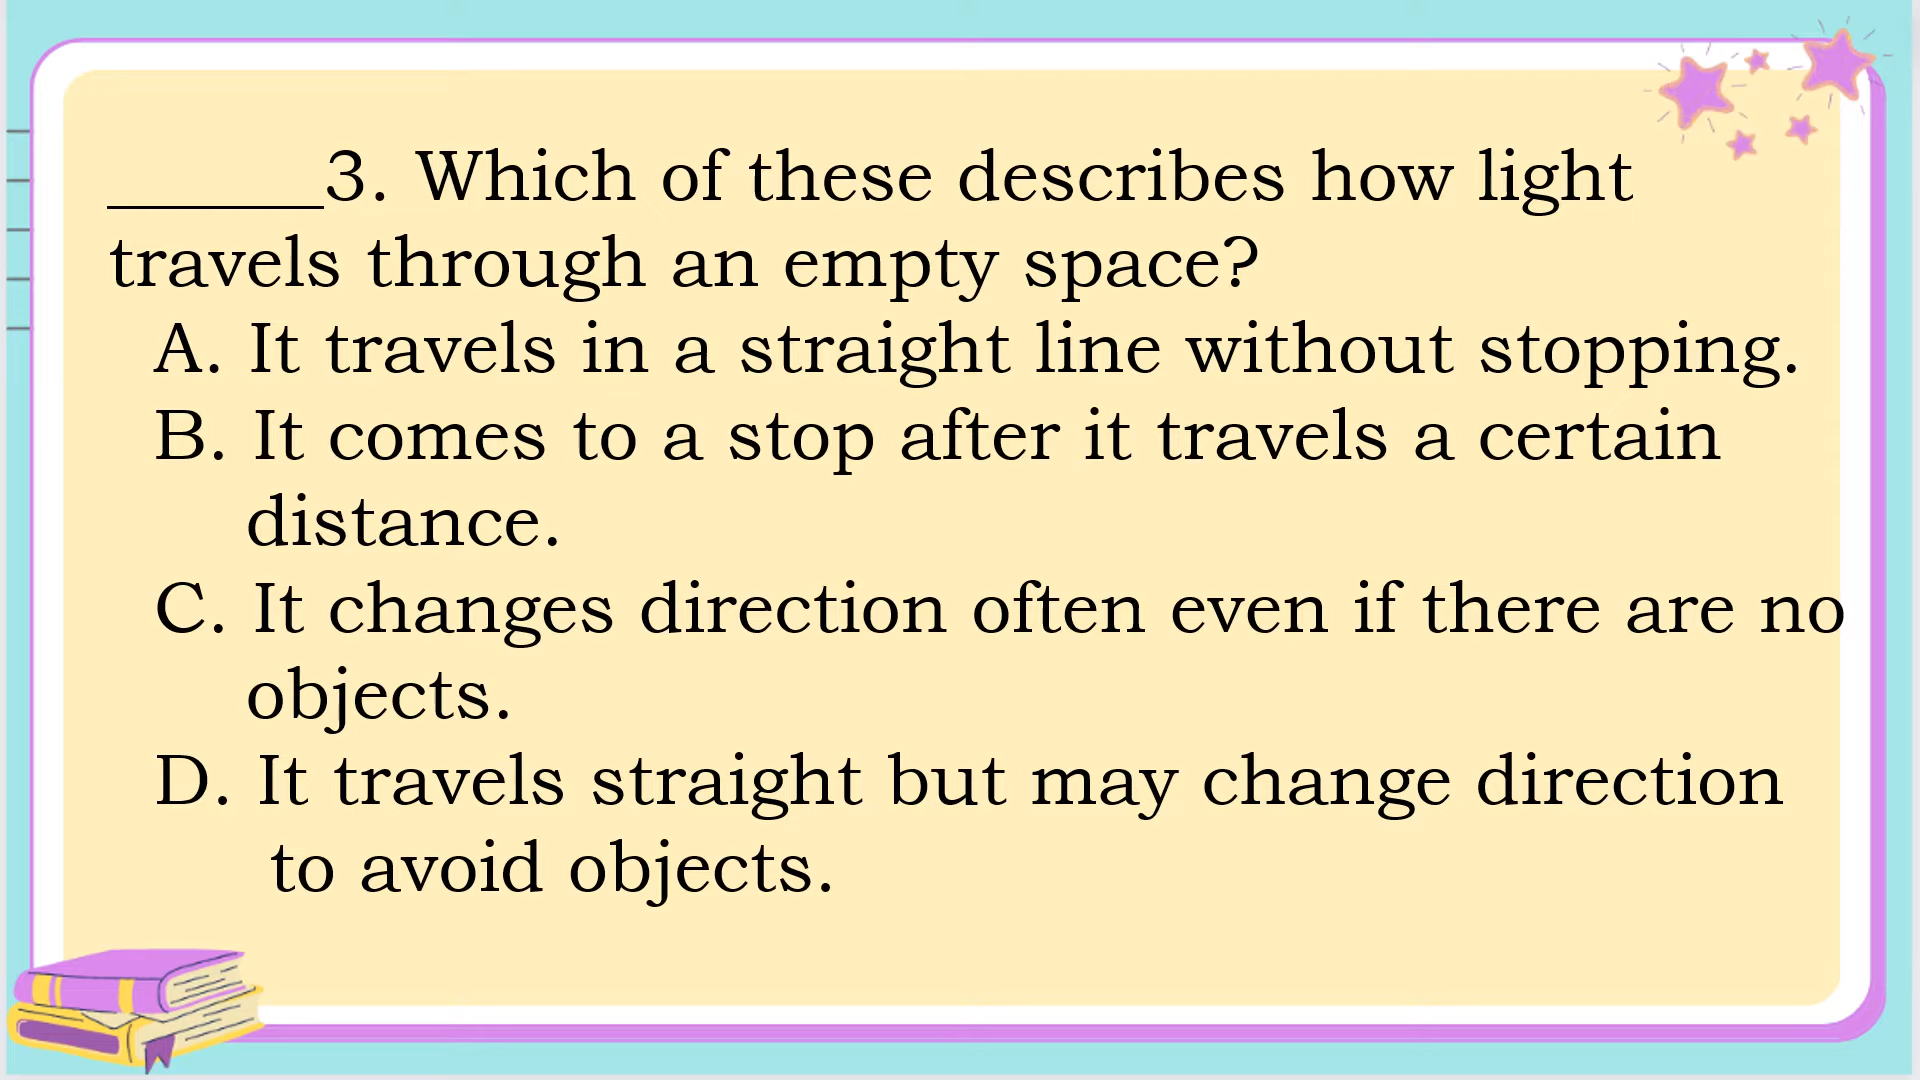 ______3. Which of these describes how light
travels through an empty space?
A. It travels in a straight line without stopping.
B. It comes to a stop after it travels a certain
distance.
C. It changes direction often even if there are no
objects.
D. It travels straight but may change direction
to avoid objects.